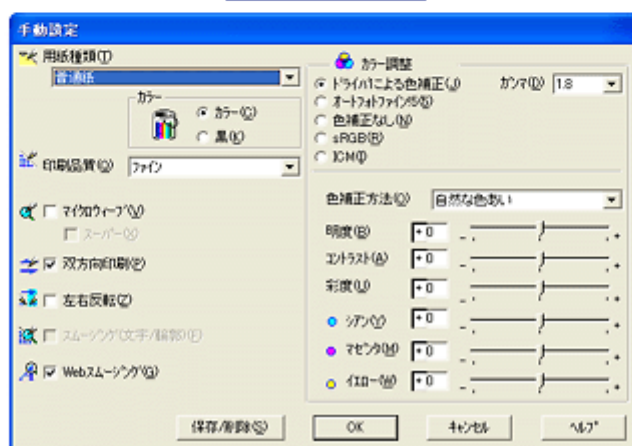 手動設定
用紙種類(T)
普通紙
カラー
カラー(C)
黒(K)
印刷品質(Q) ファイン
マイクロウィーブ(V)
スーパー(X)
双方向印刷(P)
左右反転(Z)
スムージング(文字/輪郭)(F)
Webスムージング(G)
カラー調整
ドライバによる色補正(J)
ガンマ(D) 1.8
オートフォトファイン!5(5)
色補正なし(N)
sRGB(R)
ICM(I)
色補正方法(O) 自然な色あい
明度(B) +0 - +
コントラスト(A) +0 - +
彩度(U) +0 - +
シアン(Y) +0 - +
マゼンタ(M) +0 - +
イエロー(W) +0 - +
保存/削除(S)
OK
キャンセル
ヘルプ